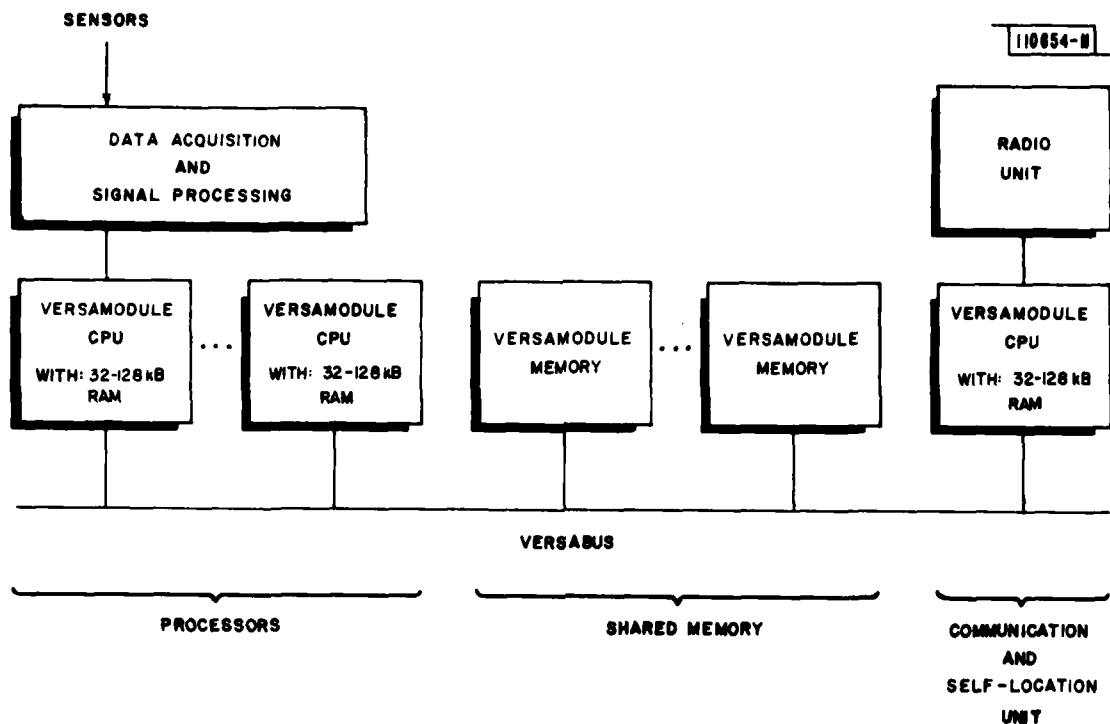 SENSORS
110654-N
DATA ACQUISITION
AND
SIGNAL PROCESSING
RADIO
UNIT
VERSAMODULE
CPU
WITH: 32-128 kB
RAM
...
VERSAMODULE
CPU
WITH: 32-128 kB
RAM
VERSAMODULE
MEMORY
...
VERSAMODULE
MEMORY
VERSAMODULE
CPU
WITH: 32-128 kB
RAM
VERSABUS
PROCESSORS
SHARED MEMORY
COMMUNICATION
AND
SELF-LOCATION
UNIT